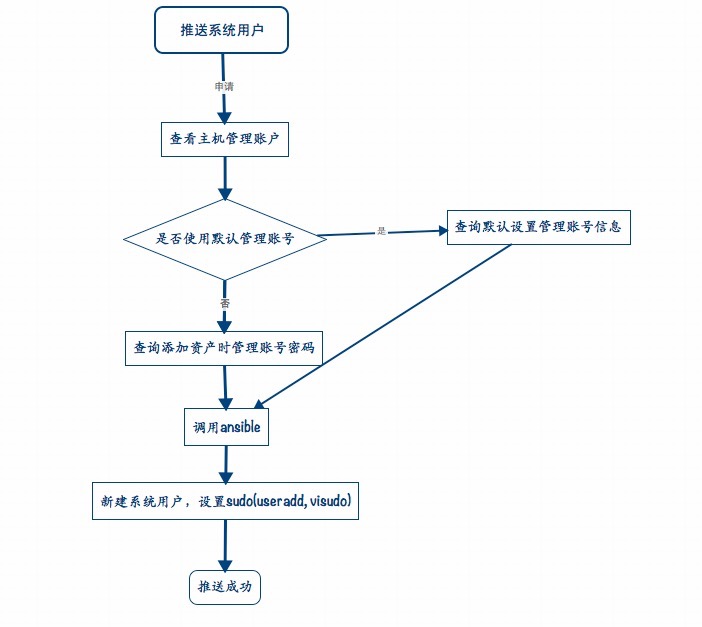 推送系统用户
申请
查看主机管理账户
是否使用默认管理账号
是
查询默认设置管理账号信息
否
查询添加资产时管理账号密码
调用ansible
新建系统用户，设置sudo(useradd, visudo)
推送成功